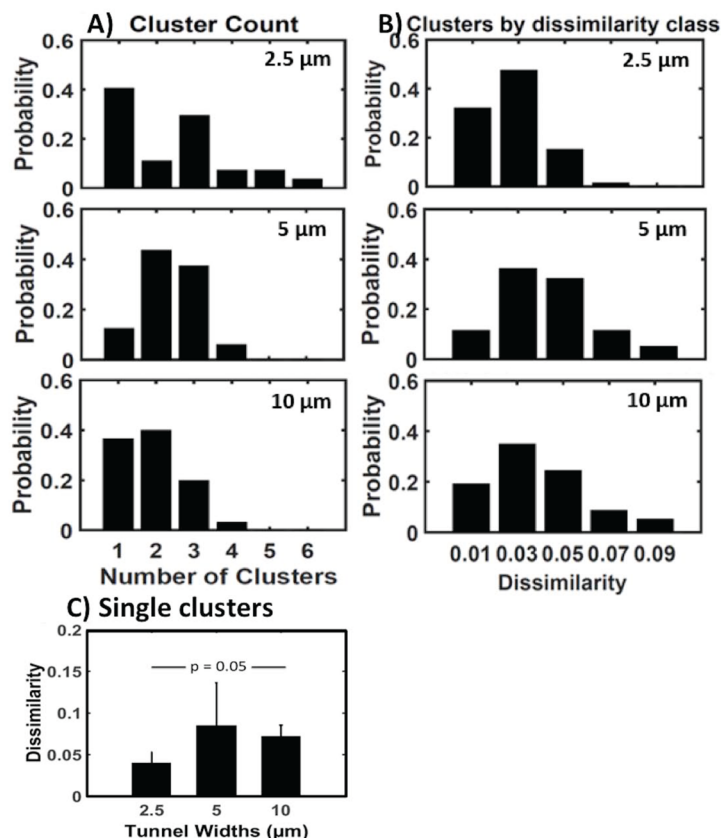 A) Cluster Count
0.6
2.5 µm
Probability
0.4
0.2
0
0.6
5 µm
Probability
0.4
0.2
0
0.6
10 µm
Probability
0.4
0.2
0
1 2 3 4 5 6
Number of Clusters
B) Clusters by dissimilarity class
0.6
2.5 µm
Probability
0.4
0.2
0
0.6
5 µm
Probability
0.4
0.2
0
0.6
10 µm
Probability
0.4
0.2
0
0.01 0.03 0.05 0.07 0.09
Dissimilarity
C) Single clusters
0.2
0.15
0.1
0.05
0
Dissimilarity
p = 0.05
2.5 5 10
Tunnel Widths (µm)